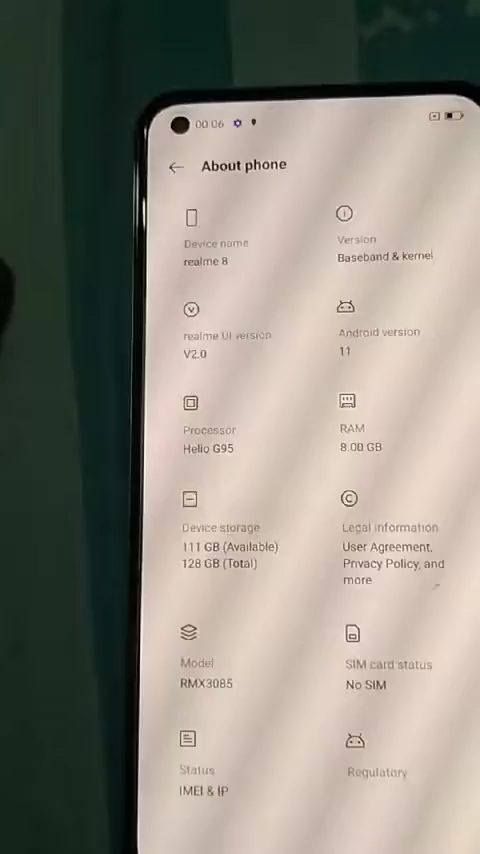 00:06
About phone
Device name
realme 8
Version
Baseband & kernel
realme UI version
V2.0
Android version
11
Processor
Helio G95
RAM
8.00 GB
Device storage
111 GB (Available)
128 GB (Total)
Legal information
User Agreement,
Privacy Policy, and
more
Model
RMX3085
SIM card status
No SIM
Status
IMEI & IP
Regulatory